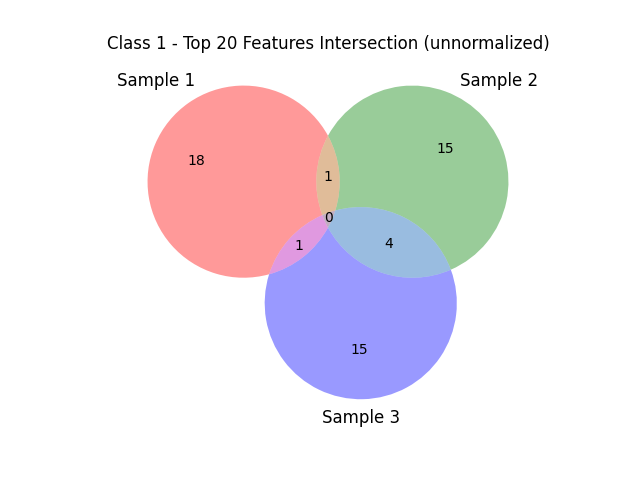 Class 1 - Top 20 Features Intersection (unnormalized)
Sample 1
Sample 2
15
18
1
0
4
1
15
Sample 3